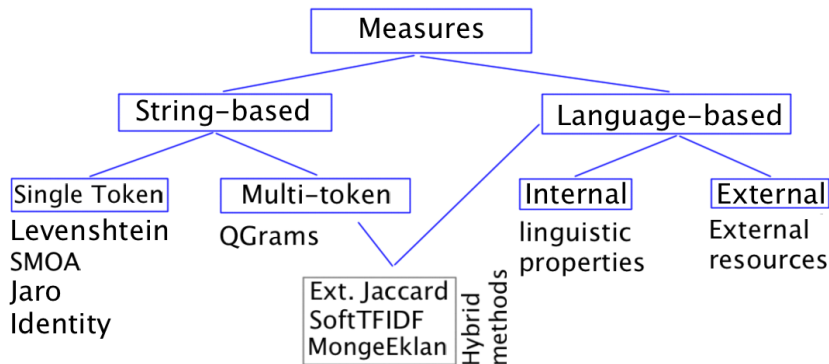 Measures
String-based
Language-based
Single Token
Multi-token
Internal
External
Levenshtein
SMOA
Jaro
Identity
QGrams
linguistic
properties
External
resources
Ext. Jaccard
SoftTFIDF
MongeEklan
Hybrid
methods